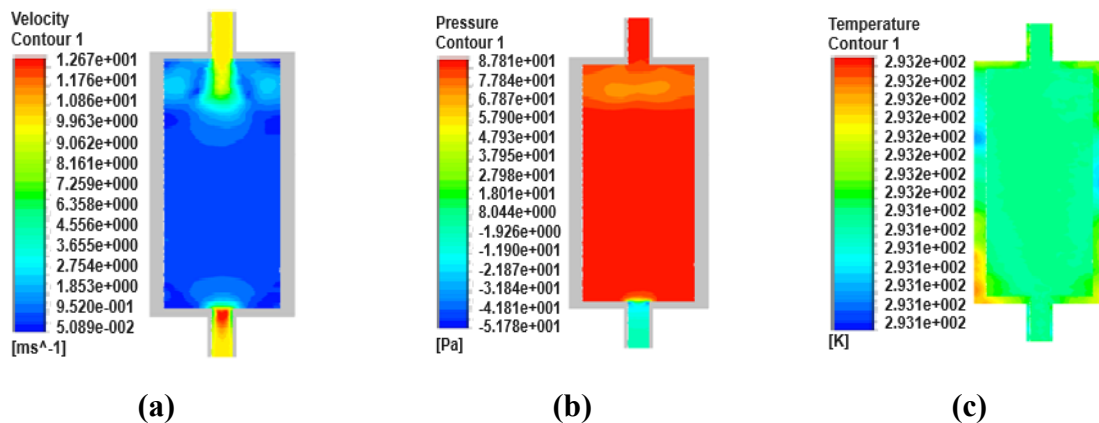 Velocity
Contour 1
1.267e+001
1.176e+001
1.086e+001
9.963e+000
9.062e+000
8.161e+000
7.259e+000
6.358e+000
4.556e+000
3.655e+000
2.754e+000
1.853e+000
9.520e-001
5.089e-002
[ms^-1]
(a)
Pressure
Contour 1
8.781e+001
7.784e+001
6.787e+001
5.790e+001
4.793e+001
3.795e+001
2.798e+001
1.801e+001
8.044e+000
-1.926e+000
-1.190e+001
-2.187e+001
-3.184e+001
-4.181e+001
-5.178e+001
[Pa]
(b)
Temperature
Contour 1
2.932e+002
2.932e+002
2.932e+002
2.932e+002
2.932e+002
2.932e+002
2.932e+002
2.931e+002
2.931e+002
2.931e+002
2.931e+002
2.931e+002
2.931e+002
2.931e+002
[K]
(c)